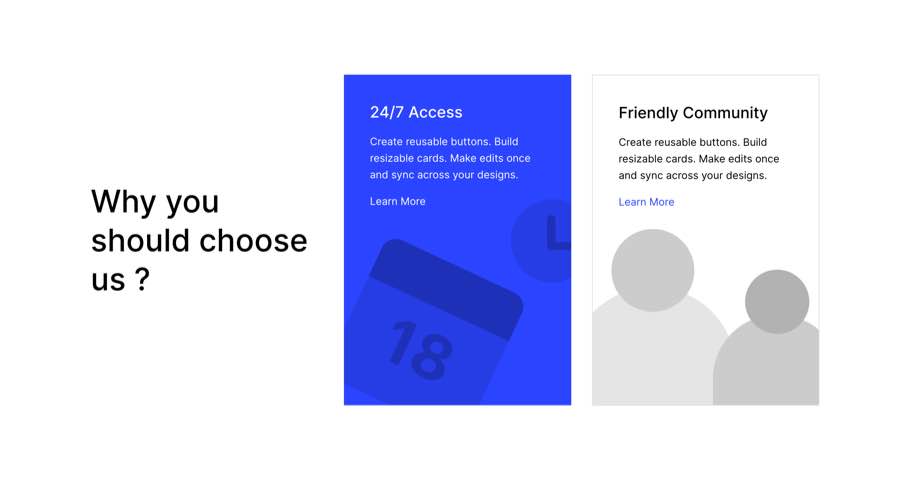 Why you
should choose
us ?
24/7 Access
Create reusable buttons. Build
resizable cards. Make edits once
and sync across your designs.
Learn More
18
Friendly Community
Create reusable buttons. Build
resizable cards. Make edits once
and sync across your designs.
Learn More